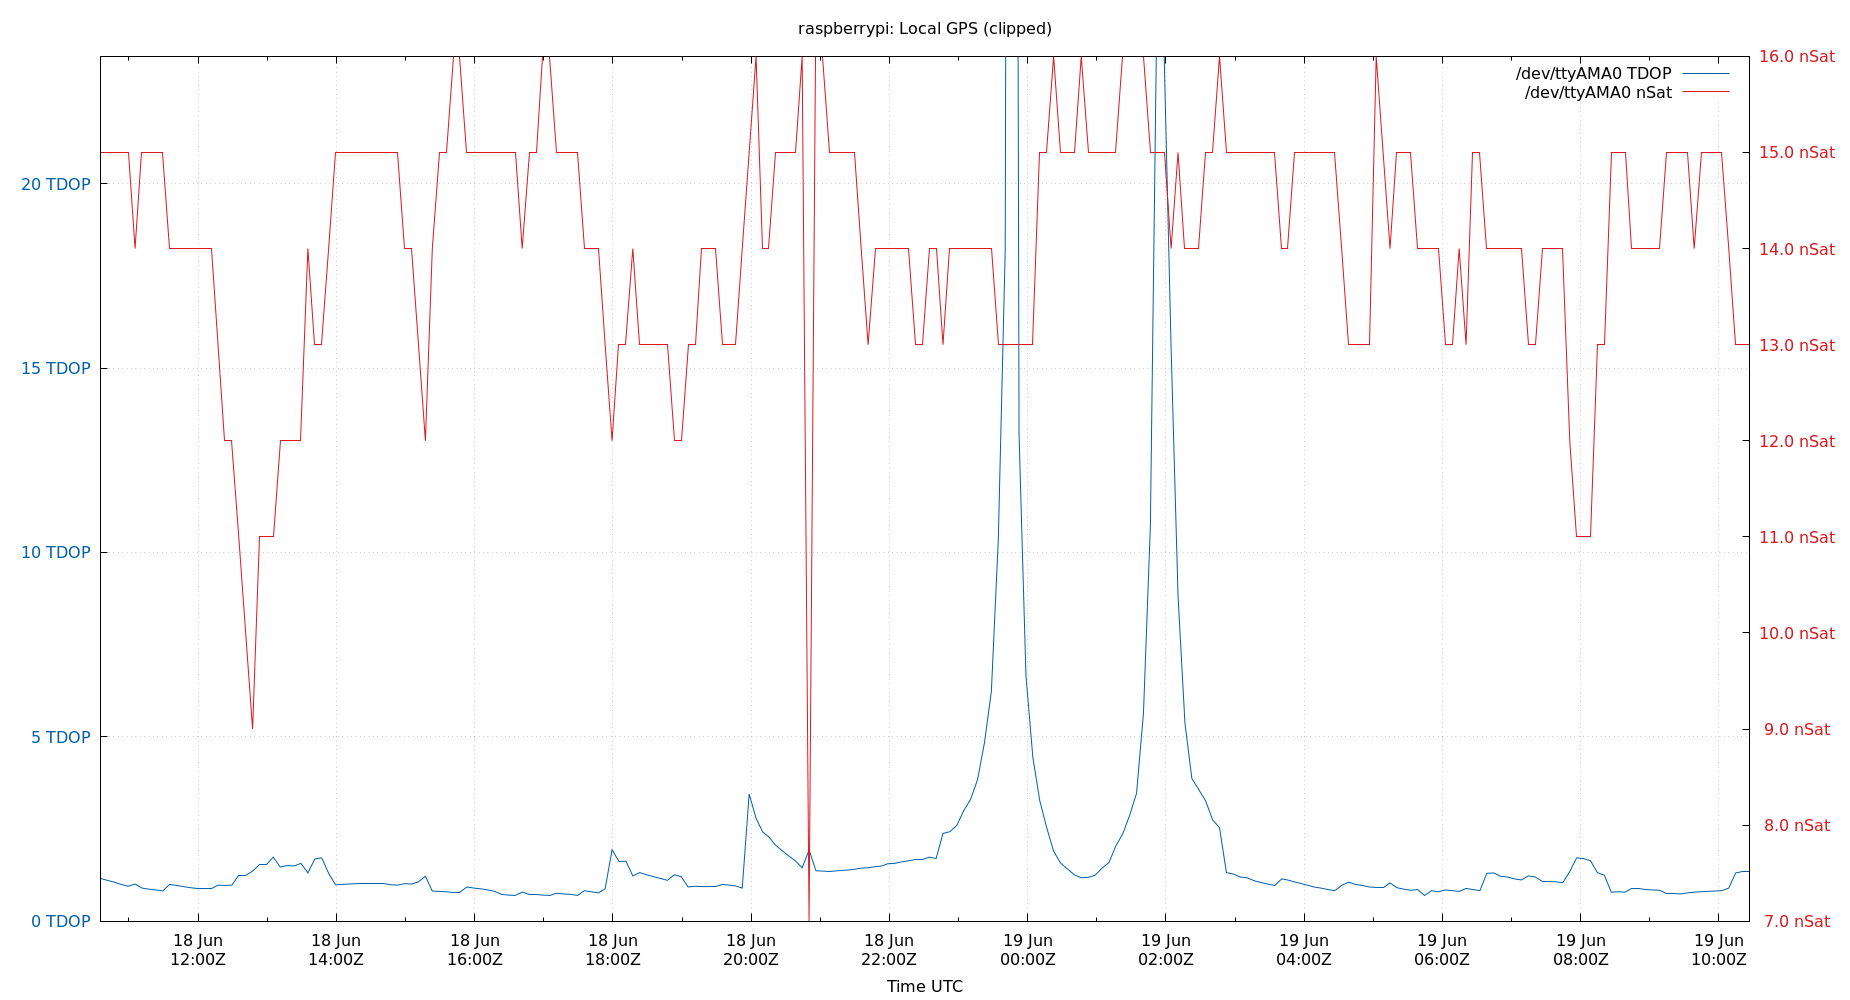 raspberrypi: Local GPS (clipped)
/dev/ttyAMA0 TDOP
/dev/ttyAMA0 nSat
20 TDOP
15 TDOP
10 TDOP
5 TDOP
0 TDOP
16.0 nSat
15.0 nSat
14.0 nSat
13.0 nSat
12.0 nSat
11.0 nSat
10.0 nSat
9.0 nSat
8.0 nSat
7.0 nSat
18 Jun
12:00Z
18 Jun
14:00Z
18 Jun
16:00Z
18 Jun
18:00Z
18 Jun
20:00Z
18 Jun
22:00Z
19 Jun
00:00Z
19 Jun
02:00Z
19 Jun
04:00Z
19 Jun
06:00Z
19 Jun
08:00Z
19 Jun
10:00Z
Time UTC